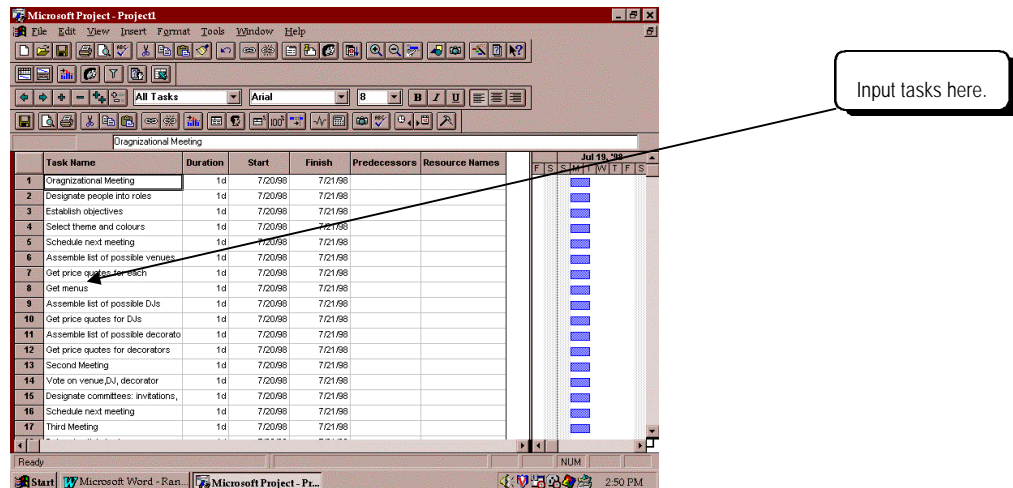 Microsoft Project - Project1
File Edit View Insert Format Tools Window Help
All Tasks Arial 8 B I U
Oragnizational Meeting
Jul 19, '98
Task Name Duration Start Finish Predecessors Resource Names F S S M T W T F S
1 Oragnizational Meeting 1d 7/20/98 7/21/98
2 Designate people into roles 1d 7/20/98 7/21/98
3 Establish objectives 1d 7/20/98 7/21/98
4 Select theme and colours 1d 7/20/98 7/21/98
5 Schedule next meeting 1d 7/20/98 7/21/98
6 Assemble list of possible venues 1d 7/20/98 7/21/98
7 Get price quotes for each 1d 7/20/98 7/21/98
8 Get menus 1d 7/20/98 7/21/98
9 Assemble list of possible DJs 1d 7/20/98 7/21/98
10 Get price quotes for DJs 1d 7/20/98 7/21/98
11 Assemble list of possible decorato 1d 7/20/98 7/21/98
12 Get price quotes for decorators 1d 7/20/98 7/21/98
13 Second Meeting 1d 7/20/98 7/21/98
14 Vote on venue,DJ, decorator 1d 7/20/98 7/21/98
15 Designate committees: invitations, 1d 7/20/98 7/21/98
16 Schedule next meeting 1d 7/20/98 7/21/98
17 Third Meeting 1d 7/20/98 7/21/98
Ready NUM
Start Microsoft Word - Ran... Microsoft Project - Pr... 2:50 PM
Input tasks here.